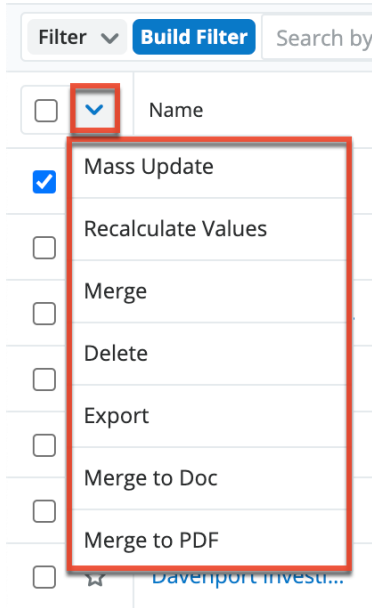 Filter Build Filter Search by
Name
Mass Update
Recalculate Values
Merge
Delete
Export
Merge to Doc
Merge to PDF
Davenport Investi...